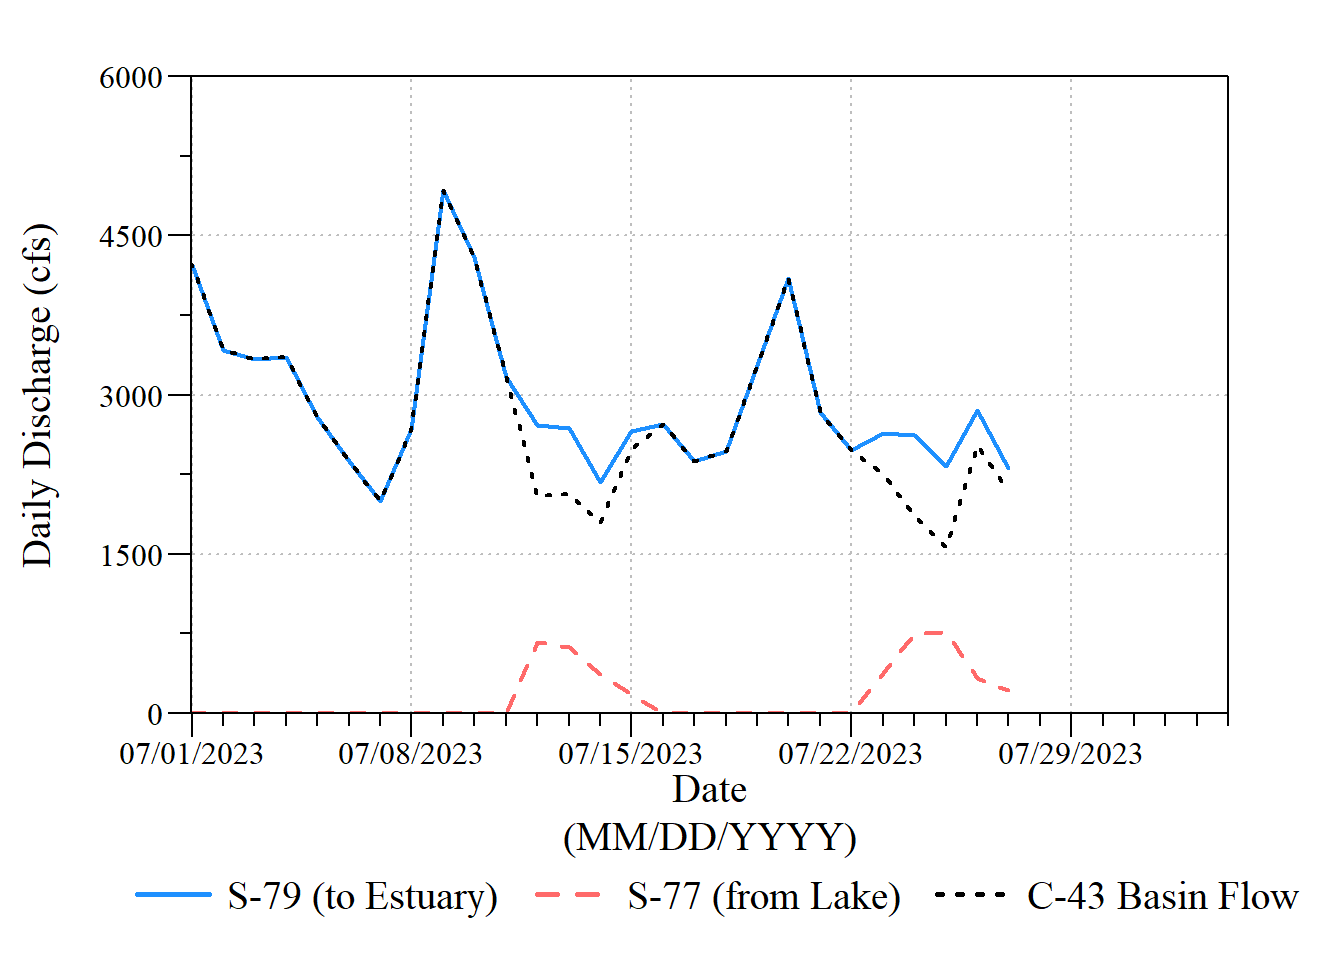 6000
4500
3000
1500
0
Daily Discharge (cfs)
07/01/2023 07/08/2023 07/15/2023 07/22/2023 07/29/2023
Date
(MM/DD/YYYY)
S-79 (to Estuary) S-77 (from Lake) C-43 Basin Flow